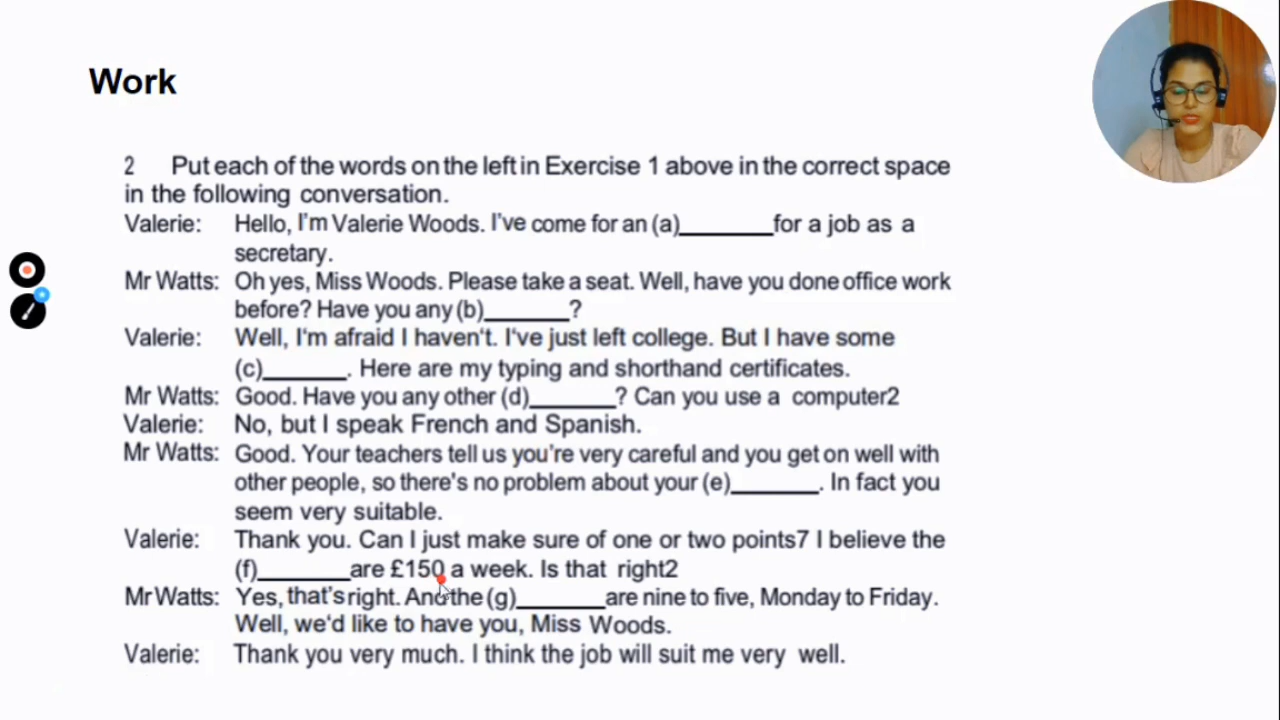 Work
2 Put each of the words on the left in Exercise 1 above in the correct space
in the following conversation.
Valerie: Hello, I'm Valerie Woods. I've come for an (a)_______for a job as a
secretary.
Mr Watts: Oh yes, Miss Woods. Please take a seat. Well, have you done office work
before? Have you any (b)_______?
Valerie: Well, I'm afraid I haven't. I've just left college. But I have some
(c)_______. Here are my typing and shorthand certificates.
Mr Watts: Good. Have you any other (d)_______? Can you use a computer2
Valerie: No, but I speak French and Spanish.
Mr Watts: Good. Your teachers tell us you're very careful and you get on well with
other people, so there's no problem about your (e)_______. In fact you
seem very suitable.
Valerie: Thank you. Can I just make sure of one or two points7 I believe the
(f)_______are £150 a week. Is that right2
Mr Watts: Yes, that's right. And the (g)_______are nine to five, Monday to Friday.
Well, we'd like to have you, Miss Woods.
Valerie: Thank you very much. I think the job will suit me very well.